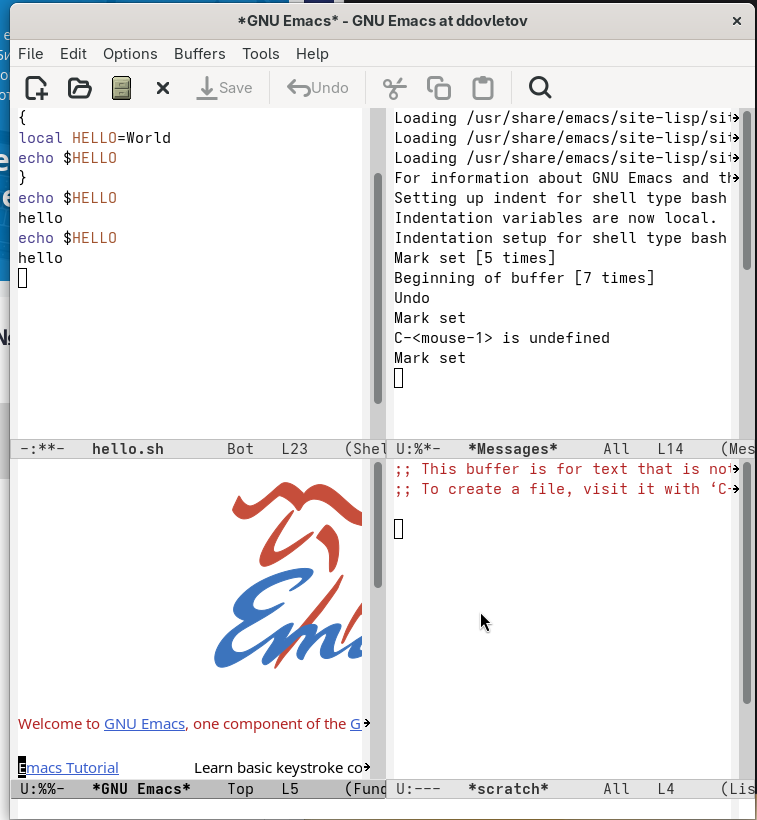 *GNU Emacs* - GNU Emacs at ddovletov
File Edit Options Buffers Tools Help
Save Undo
{
local HELLO=World
echo $HELLO
}
echo $HELLO
hello
echo $HELLO
hello
-:**- hello.sh Bot L23 (Shel
Loading /usr/share/emacs/site-lisp/sit
Loading /usr/share/emacs/site-lisp/sit
Loading /usr/share/emacs/site-lisp/sit
For information about GNU Emacs and th
Setting up indent for shell type bash
Indentation variables are now local.
Indentation setup for shell type bash
Mark set [5 times]
Beginning of buffer [7 times]
Undo
Mark set
C-<mouse-1> is undefined
Mark set
U:%*- *Messages* All L14 (Mes
Ema
Welcome to GNU Emacs, one component of the G
Emacs Tutorial Learn basic keystroke co
U:%%- *GNU Emacs* Top L5 (Fund
;; This buffer is for text that is not
;; To create a file, visit it with ‘C-
U:--- *scratch* All L4 (Lis